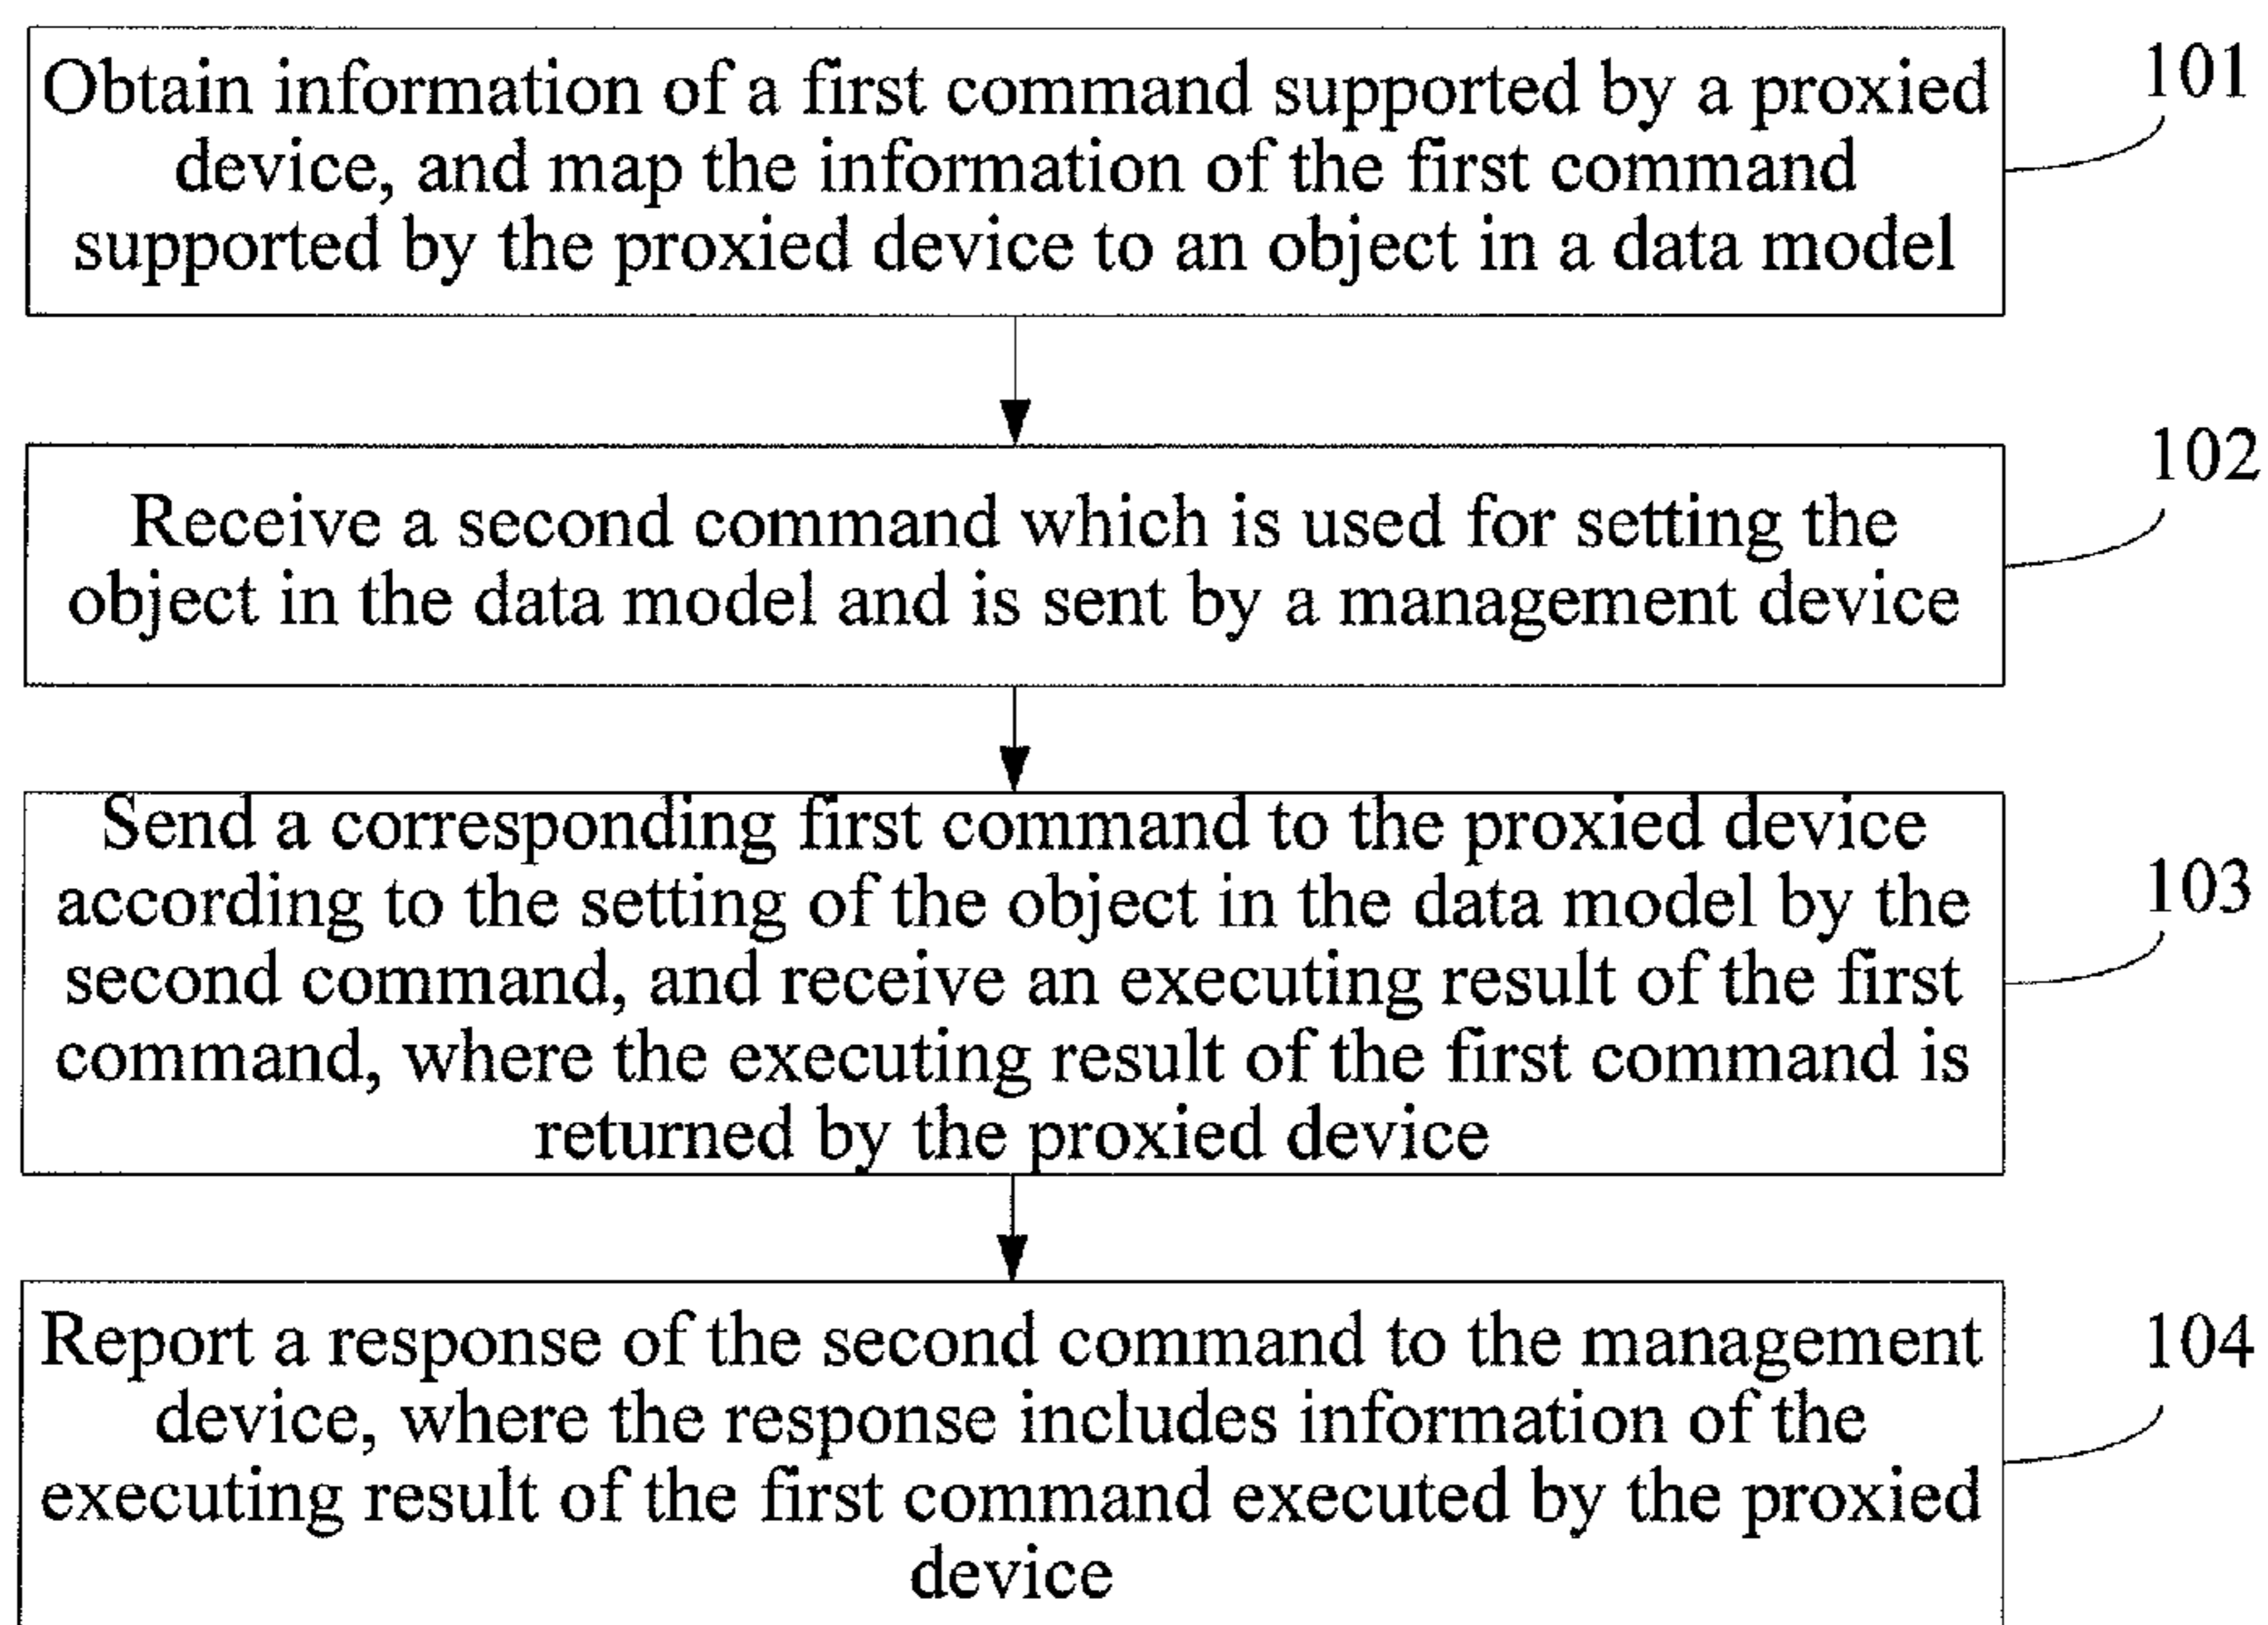 Obtain information of a first command supported by a proxied
device, and map the information of the first command
supported by the proxied device to an object in a data model
101
Receive a second command which is used for setting the
object in the data model and is sent by a management device
102
Send a corresponding first command to the proxied device
according to the setting of the object in the data model by the
second command, and receive an executing result of the first
command, where the executing result of the first command is
returned by the proxied device
103
Report a response of the second command to the management
device, where the response includes information of the
executing result of the first command executed by the proxied
device
104